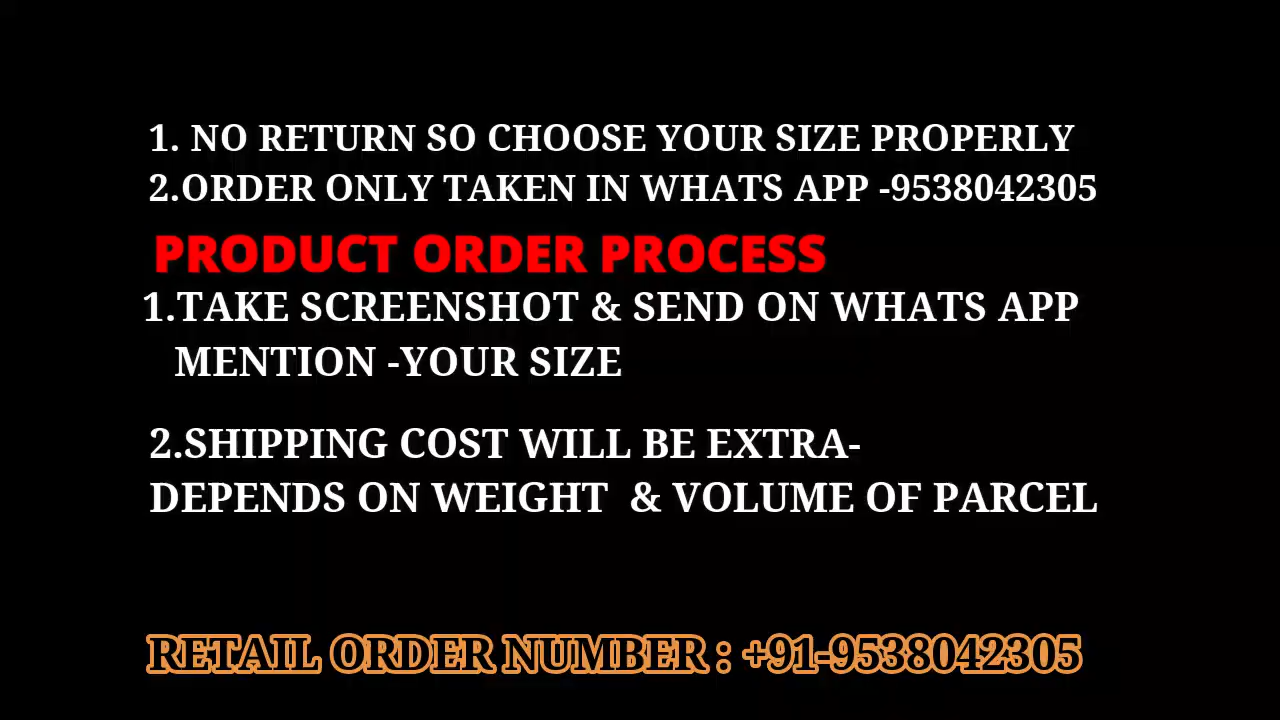 1. NO RETURN SO CHOOSE YOUR SIZE PROPERLY
2.ORDER ONLY TAKEN IN WHATS APP -9538042305
PRODUCT ORDER PROCESS
1.TAKE SCREENSHOT & SEND ON WHATS APP
MENTION -YOUR SIZE
2.SHIPPING COST WILL BE EXTRA-
DEPENDS ON WEIGHT & VOLUME OF PARCEL
RETAIL ORDER NUMBER : +91-9538042305